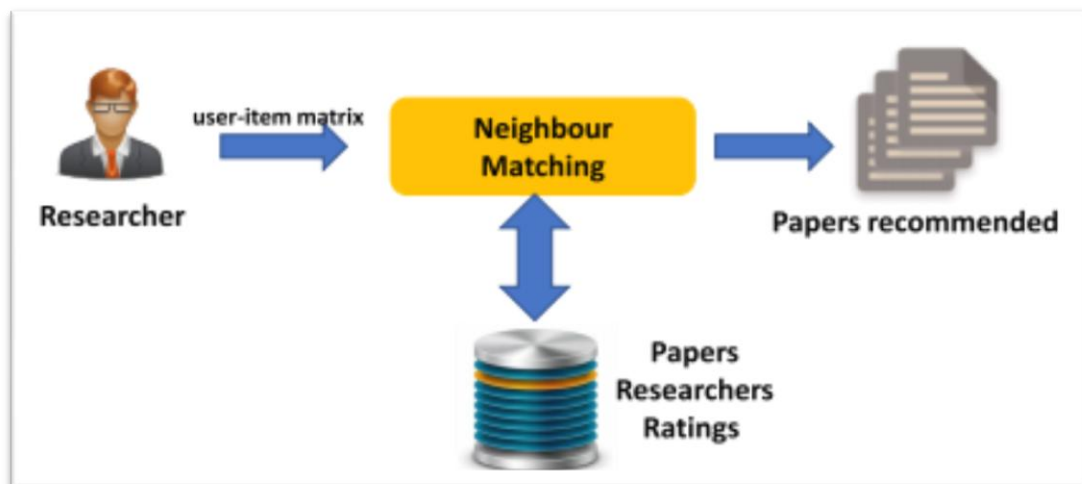 user-item matrix
Neighbour
Matching
Researcher
Papers recommended
Papers
Researchers
Ratings